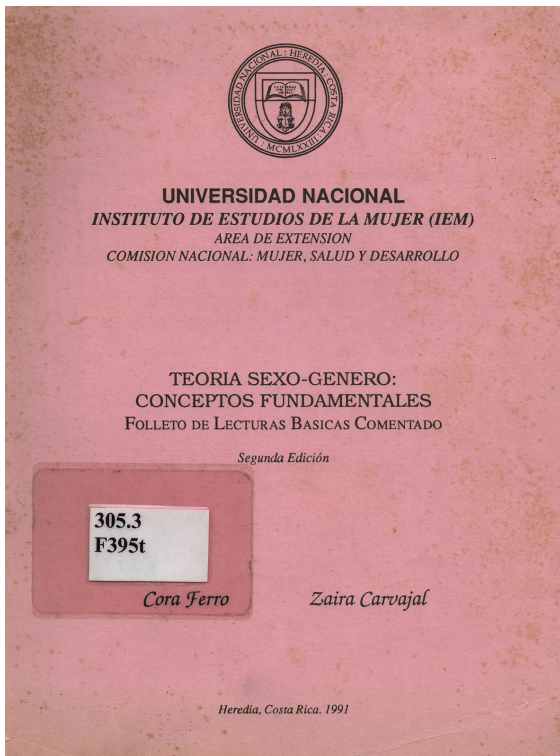 UNIVERSIDAD NACIONAL : HEREDIA : COSTA RICA : MCMLXXIII :
UNIVERSIDAD NACIONAL
INSTITUTO DE ESTUDIOS DE LA MUJER (IEM)
AREA DE EXTENSION
COMISION NACIONAL: MUJER, SALUD Y DESARROLLO
TEORIA SEXO-GENERO:
CONCEPTOS FUNDAMENTALES
FOLLETO DE LECTURAS BASICAS COMENTADO
Segunda Edición
305.3
F395t
Cora Ferro Zaira Carvajal
Heredia, Costa Rica. 1991